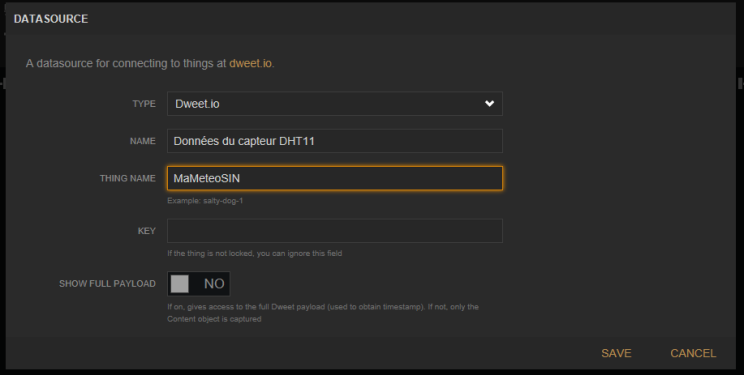 DATASOURCE
A datasource for connecting to things at dweet.io.
TYPE Dweet.io
NAME Données du capteur DHT11
THING NAME MaMeteoSIN
Example: salty-dog-1
KEY
If the thing is not locked, you can ignore this field
SHOW FULL PAYLOAD NO
If on, gives access to the full Dweet payload (used to obtain timestamp). If not, only the
Content object is captured
SAVE CANCEL